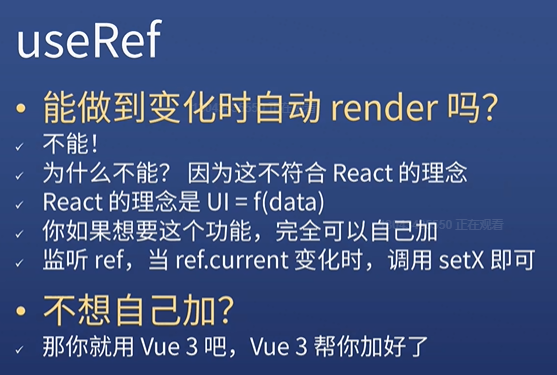 useRef
• 能做到变化时自动 render 吗？
✓ 不能！
✓ 为什么不能？ 因为这不符合 React 的理念
✓ React 的理念是 UI = f(data)
✓ 你如果想要这个功能，完全可以自己加
✓ 监听 ref，当 ref.current 变化时，调用 setX 即可
• 不想自己加？
✓ 那你就用 Vue 3 吧，Vue 3 帮你加好了
正在观看